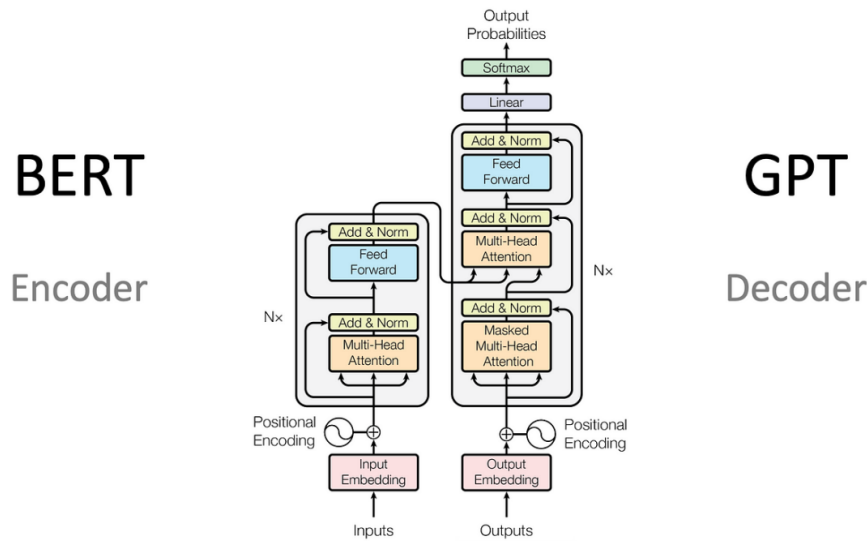 Output
Probabilities
Softmax
Linear
Add & Norm
Feed
Forward
Add & Norm
Multi-Head
Attention
Nx
Add & Norm
Masked
Multi-Head
Attention
Positional
Encoding
Output
Embedding
Outputs
BERT
Encoder
Add & Norm
Feed
Forward
Nx
Add & Norm
Multi-Head
Attention
Positional
Encoding
Input
Embedding
Inputs
GPT
Decoder